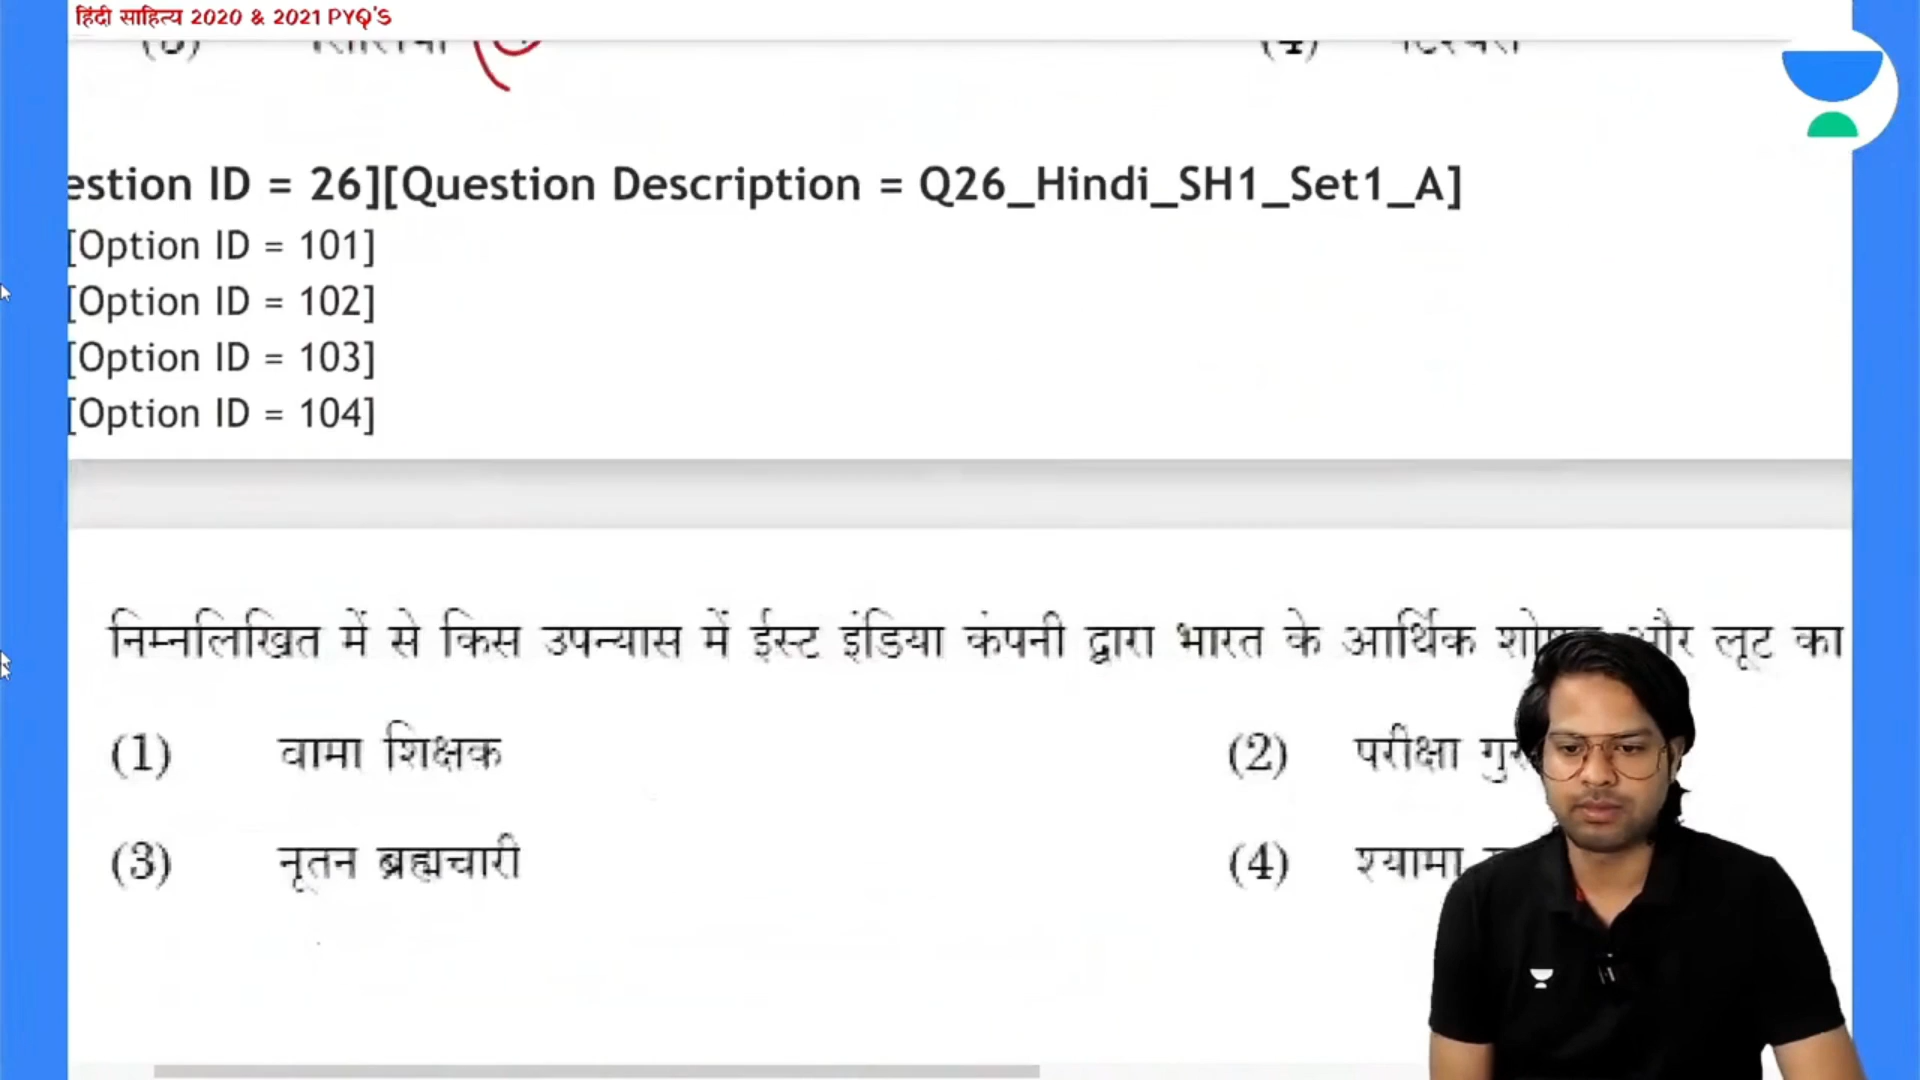 हिंदी साहित्य 2020 & 2021 PYQ'S
estion ID = 26][Question Description = Q26_Hindi_SH1_Set1_A]
[Option ID = 101]
[Option ID = 102]
[Option ID = 103]
[Option ID = 104]
निम्नलिखित में से किस उपन्यास में ईस्ट इंडिया कंपनी द्वारा भारत के आर्थिक और लूट का
(1) वामा शिक्षक (2) परीक्षा
(3) नूतन ब्रह्मचारी (4) श्यामा